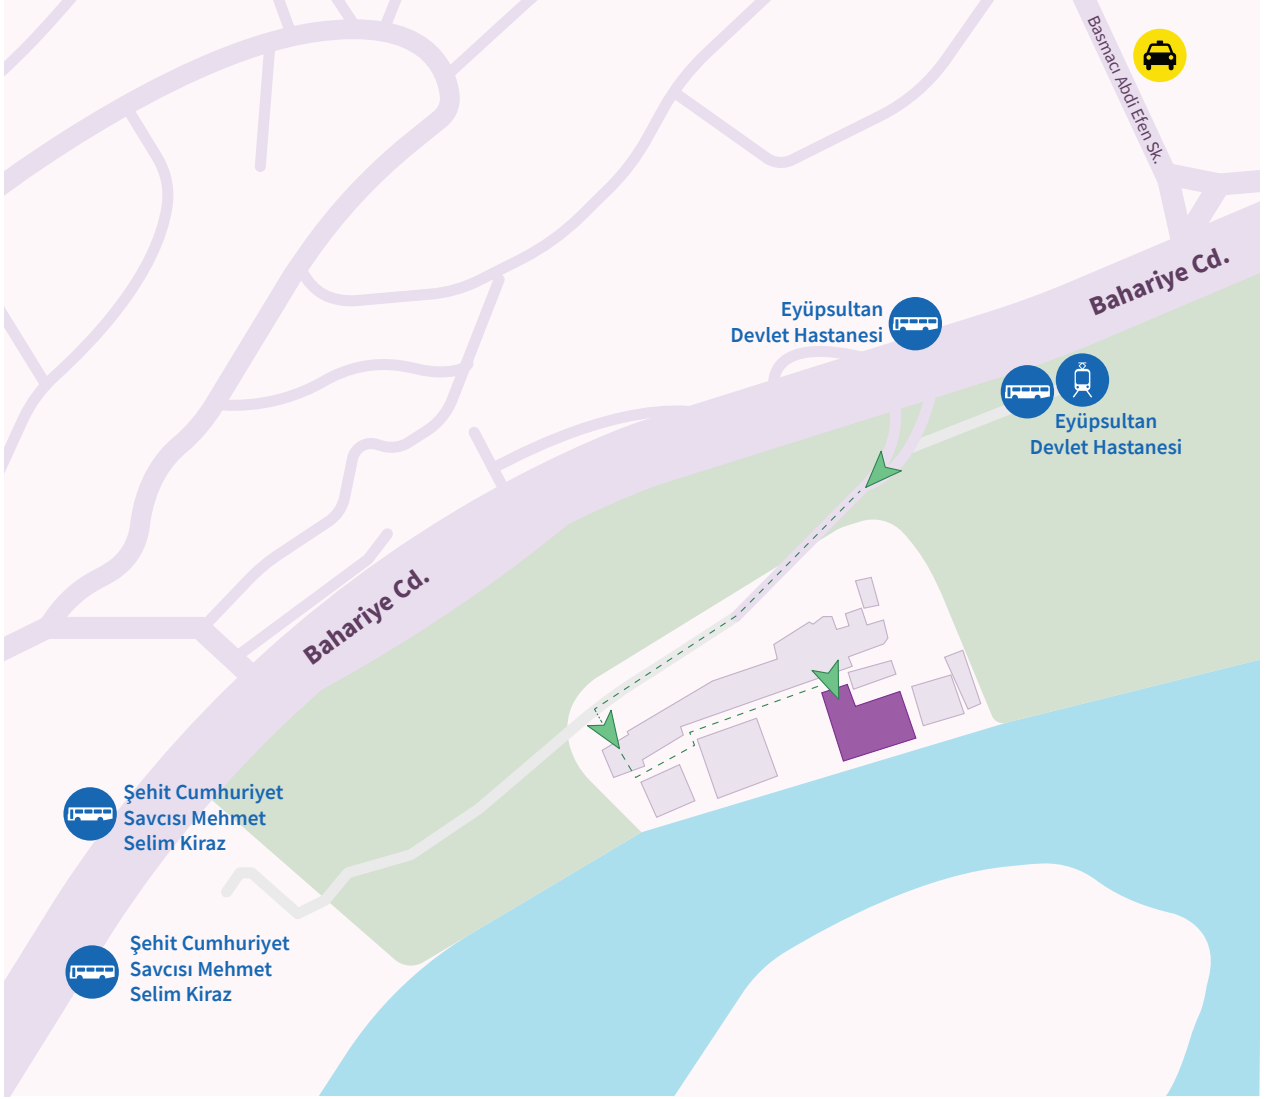 Basmacı Abdi Efen Sk.
Bahariye Cd.
Eyüpsultan
Devlet Hastanesi
Eyüpsultan
Devlet Hastanesi
Bahariye Cd.
Şehit Cumhuriyet
Savcısı Mehmet
Selim Kiraz
Şehit Cumhuriyet
Savcısı Mehmet
Selim Kiraz